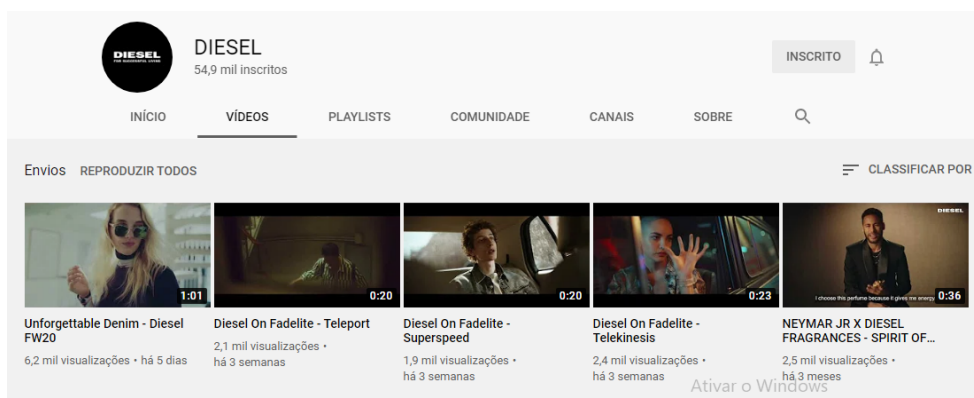 DIESEL
FOR SUCCESSFUL LIVING
DIESEL
54,9 mil inscritos
INSCRITO
INÍCIO
VÍDEOS
PLAYLISTS
COMUNIDADE
CANAIS
SOBRE
Envios
REPRODUZIR TODOS
CLASSIFICAR POR
1:01
0:20
0:20
0:23
DIESEL
I choose this perfume because it gives me energy
0:36
Unforgettable Denim - Diesel
FW20
6,2 mil visualizações • há 5 dias
Diesel On Fadelite - Teleport
2,1 mil visualizações •
há 3 semanas
Diesel On Fadelite -
Superspeed
1,9 mil visualizações •
há 3 semanas
Diesel On Fadelite -
Telekinesis
2,4 mil visualizações •
há 3 semanas
NEYMAR JR X DIESEL
FRAGRANCES - SPIRIT OF...
2,5 mil visualizações •
há 3 meses
Ativar o Windows